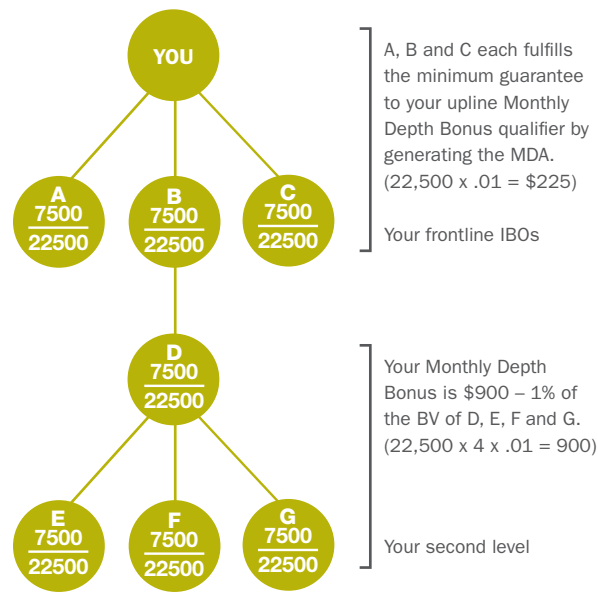 YOU
A, B and C each fulfills
the minimum guarantee
to your upline Monthly
Depth Bonus qualifier by
generating the MDA.
(22,500 x .01 = $225)
A
7500
22500
B
7500
22500
C
7500
22500
Your frontline IBOs
D
7500
22500
Your Monthly Depth
Bonus is $900 – 1% of
the BV of D, E, F and G.
(22,500 x 4 x .01 = 900)
E
7500
22500
F
7500
22500
G
7500
22500
Your second level